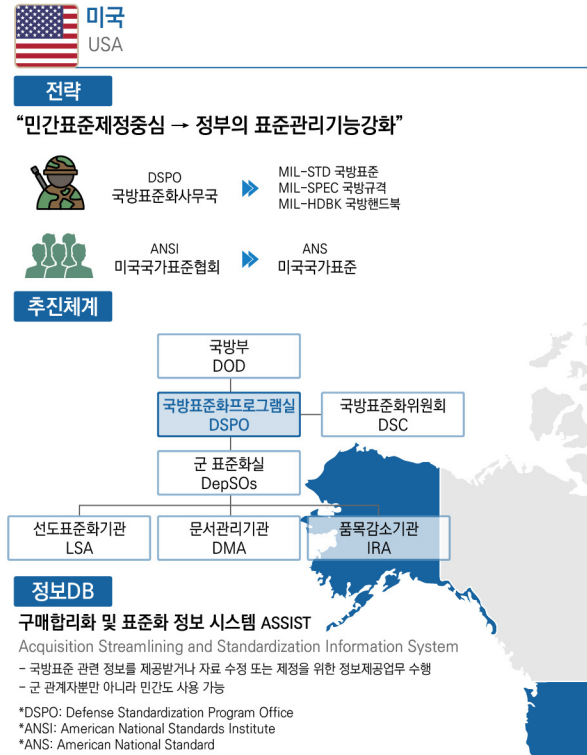 미국
USA
전략
“민간표준제정중심 → 정부의 표준관리기능강화”
DSPO
국방표준화사무국
MIL-STD 국방표준
MIL-SPEC 국방규격
MIL-HDBK 국방핸드북
ANSI
미국국가표준협회
ANS
미국국가표준
추진체계
국방부
DOD
국방표준화프로그램실
DSPO
국방표준화위원회
DSC
군 표준화실
DepSOs
선도표준화기관
LSA
문서관리기관
DMA
품목감소기관
IRA
정보DB
구매합리화 및 표준화 정보 시스템 ASSIST
Acquisition Streamlining and Standardization Information System
- 국방표준 관련 정보를 제공받거나 자료 수정 또는 제정을 위한 정보제공업무 수행
- 군 관계자뿐만 아니라 민간도 사용 가능
*DSPO: Defense Standardization Program Office
*ANSI: American National Standards Institute
*ANS: American National Standard